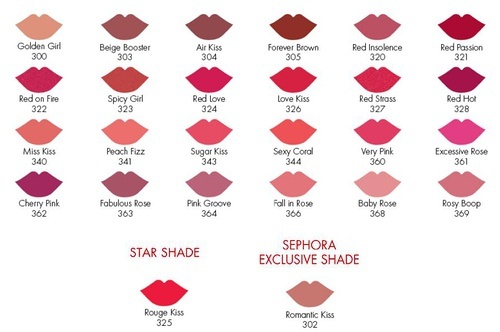 Golden Girl Beige Booster Air Kiss Forever Brown Red Insolence Red Passion
300 303 304 305 320 321
Red on Fire Spicy Girl Red Love Love Kiss Red Strass Red Hot
322 323 324 326 327 328
Miss Kiss Peach Fizz Sugar Kiss Sexy Coral Very Pink Excessive Rose
340 341 343 344 360 361
Cherry Pink Fabulous Rose Pink Groove Fall in Rose Baby Rose Rosy Boop
362 363 364 366 368 369
STAR SHADE
SEPHORA
EXCLUSIVE SHADE
Rouge Kiss
325
Romantic Kiss
302